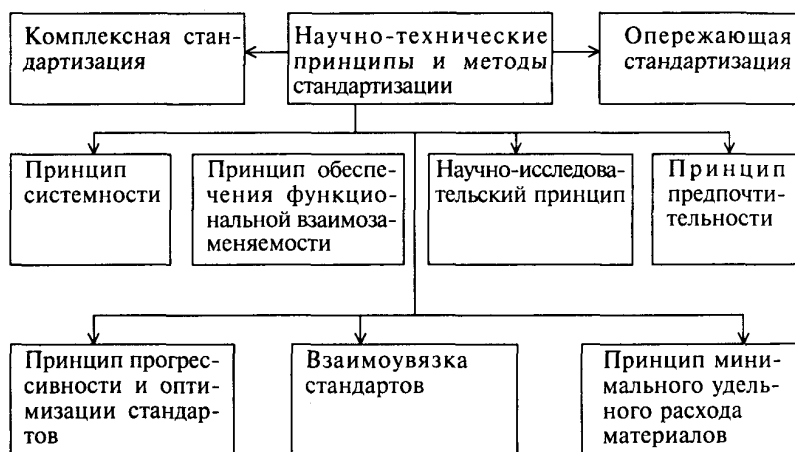 Комплексная стан-
дартизация
Научно-технические
принципы и методы
стандартизации
Опережающая
стандартизация
Принцип
системности
Принцип обеспе-
чения функцио-
нальной взаимоза-
меняемости
Научно-исследова-
тельский принцип
Принцип
предпочти-
тельности
Принцип прогрес-
сивности и опти-
мизации стандар-
тов
Взаимоувязка
стандартов
Принцип мини-
мального удель-
ного расхода
материалов